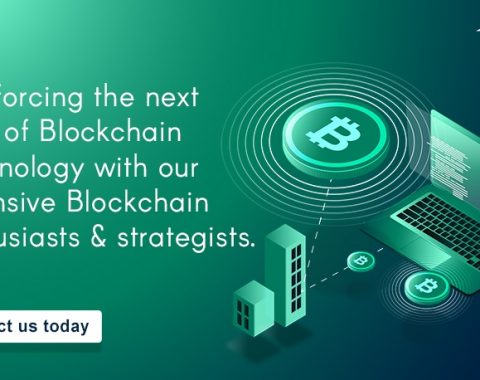 forcing the next
of Blockchain
nology with our
nsive Blockchain
usiasts & strategists.
ct us today